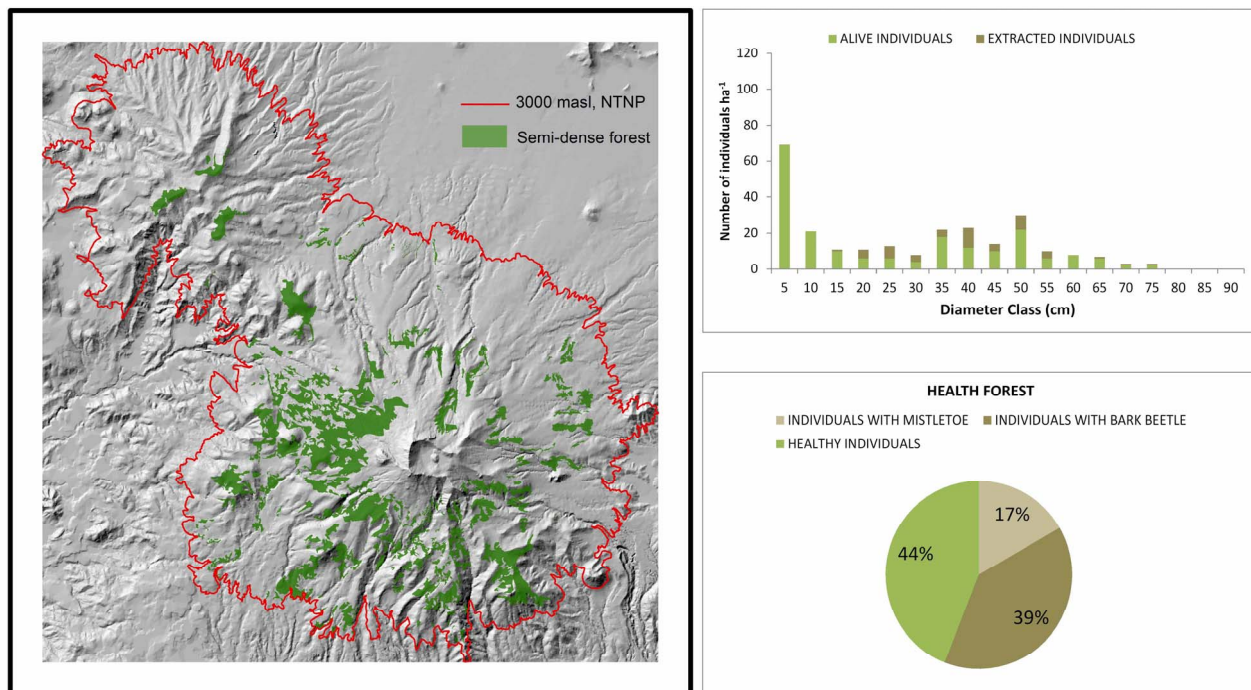 3000 masl, NTNP
Semi-dense forest
ALIVE INDIVIDUALS EXTRACTED INDIVIDUALS
Number of individuals ha-1
120
100
80
60
40
20
0
5 10 15 20 25 30 35 40 45 50 55 60 65 70 75 80 90
Diameter Class (cm)
HEALTH FOREST
INDIVIDUALS WITH MISTLETOE INDIVIDUALS WITH BARK BEETLE
HEALTHY INDIVIDUALS
17%
44%
39%